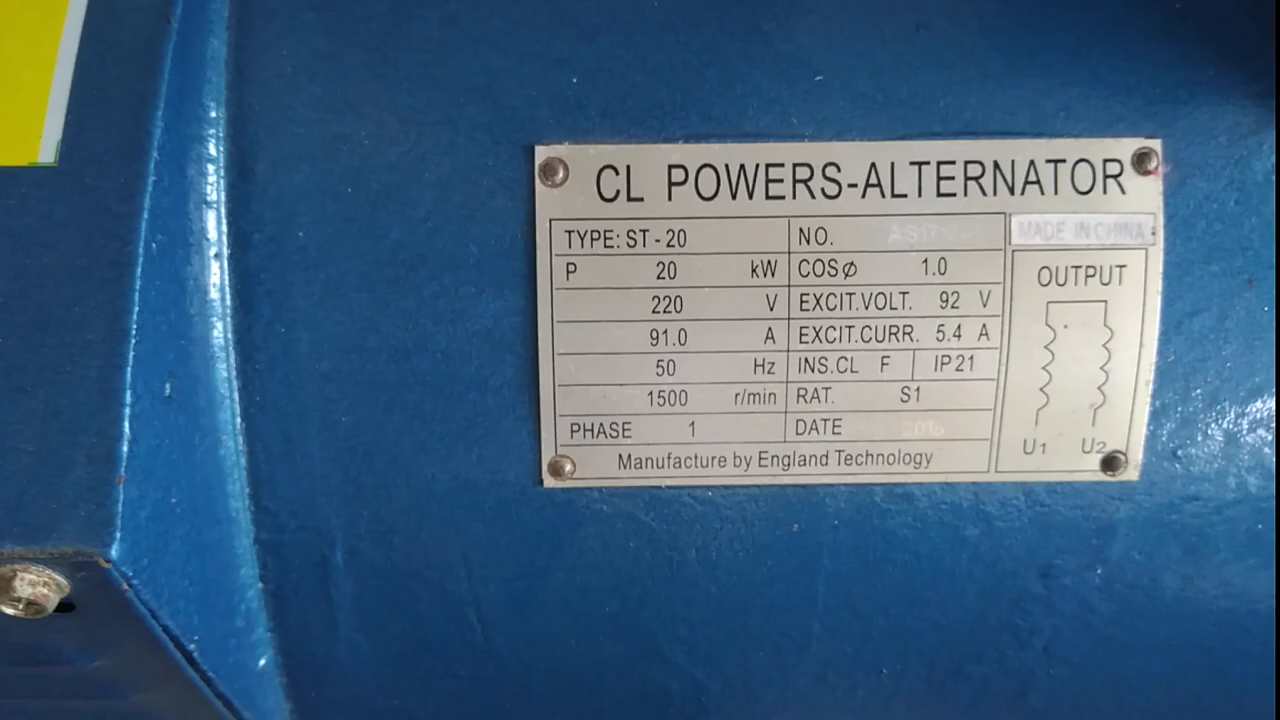 CL POWERS-ALTERNATOR
TYPE: ST - 20 NO.
MADE IN CHINA
P 20 kW COSφ 1.0
220 V EXCIT.VOLT. 92 V
91.0 A EXCIT.CURR. 5.4 A
50 Hz INS.CL F IP21
1500 r/min RAT. S1
PHASE 1 DATE
Manufacture by England Technology
OUTPUT
U1 U2